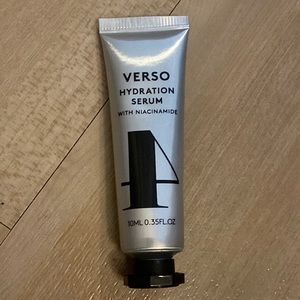 VERSO
HYDRATION
SERUM
WITH NIACINAMIDE
4
10ML 0.35FL.OZ